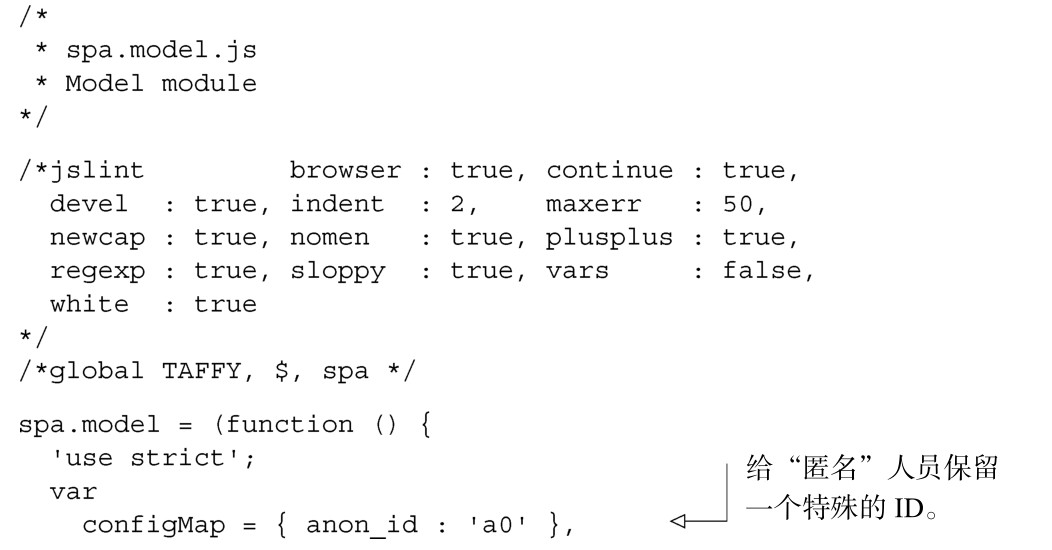 /*
 * spa.model.js
 * Model module
*/
/*jslint         browser : true, continue : true,
  devel  : true, indent  : 2,    maxerr   : 50,
  newcap : true, nomen   : true, plusplus : true,
  regexp : true, sloppy  : true, vars     : false,
  white  : true
*/
/*global TAFFY, $, spa */
spa.model = (function () {
  'use strict';
  var
    configMap = { anon_id : 'a0' },
给“匿名”人员保留
一个特殊的 ID。